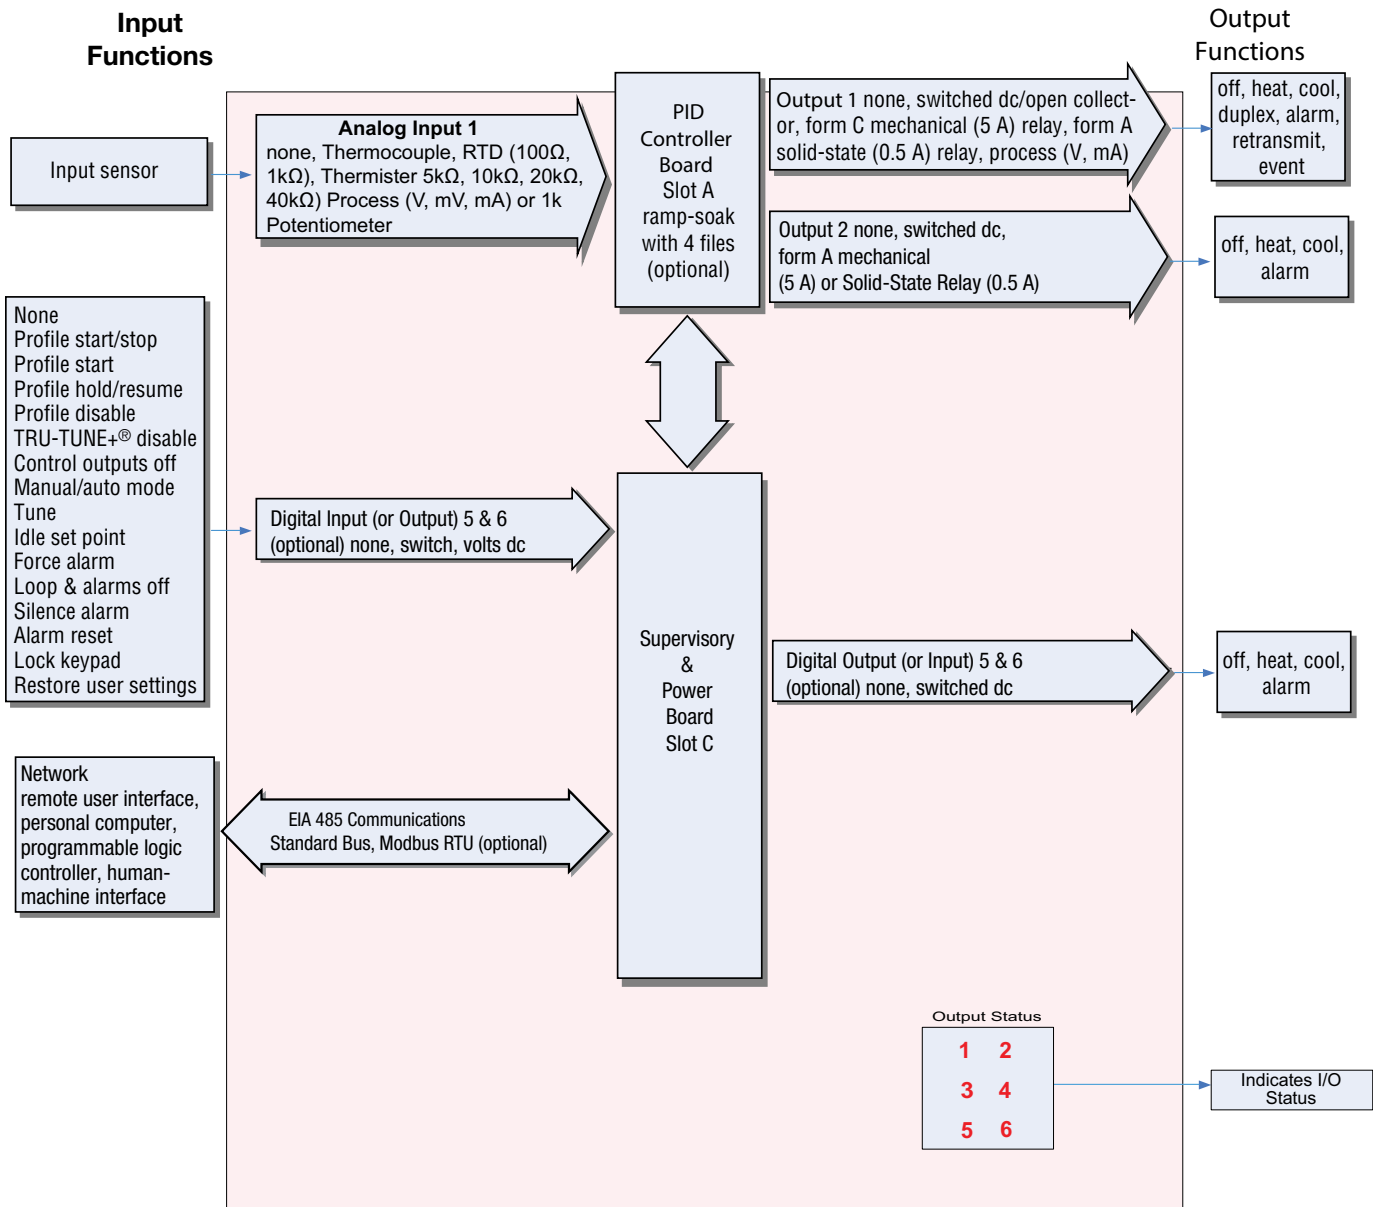 Input
Functions
Output
Functions
Input sensor
Analog Input 1
none, Thermocouple, RTD (100Ω,
1kΩ), Thermister 5kΩ, 10kΩ, 20kΩ,
40kΩ) Process (V, mV, mA) or 1k
Potentiometer
PID
Controller
Board
Slot A
ramp-soak
with 4 files
(optional)
Output 1 none, switched dc/open collect-
or, form C mechanical (5 A) relay, form A
solid-state (0.5 A) relay, process (V, mA)
off, heat, cool,
duplex, alarm,
retransmit,
event
Output 2 none, switched dc,
form A mechanical
(5 A) or Solid-State Relay (0.5 A)
off, heat, cool,
alarm
None
Profile start/stop
Profile start
Profile hold/resume
Profile disable
TRU-TUNE+® disable
Control outputs off
Manual/auto mode
Tune
Idle set point
Force alarm
Loop & alarms off
Silence alarm
Alarm reset
Lock keypad
Restore user settings
Digital Input (or Output) 5 & 6
(optional) none, switch, volts dc
Supervisory
&
Power
Board
Slot C
Digital Output (or Input) 5 & 6
(optional) none, switched dc
off, heat, cool,
alarm
Network
remote user interface,
personal computer,
programmable logic
controller, human-
machine interface
EIA 485 Communications
Standard Bus, Modbus RTU (optional)
Output Status
1 2
3 4
5 6
Indicates I/O
Status